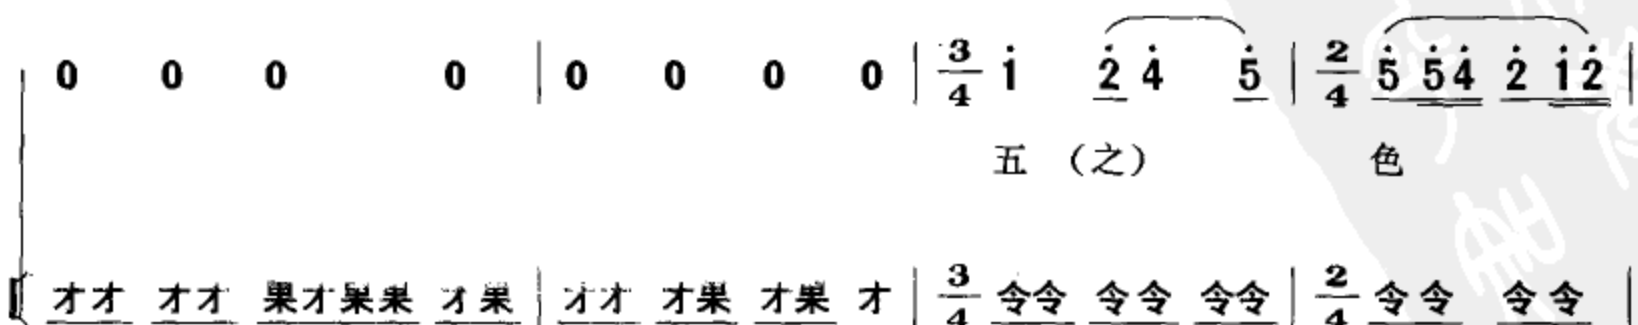 0 0 0 0 | 0 0 0 0 | 3/4 1̇ 2̇ 4̇ 5̇ | 2/4 5̇ 5̇ 4̇ 2̇ 1̇ 2̇ |
五 （之） 色
才才 才才 果才果果 才果 | 才才 才果 才果 才 | 3/4 令令 令令 令令 | 2/4 令令 令令 |